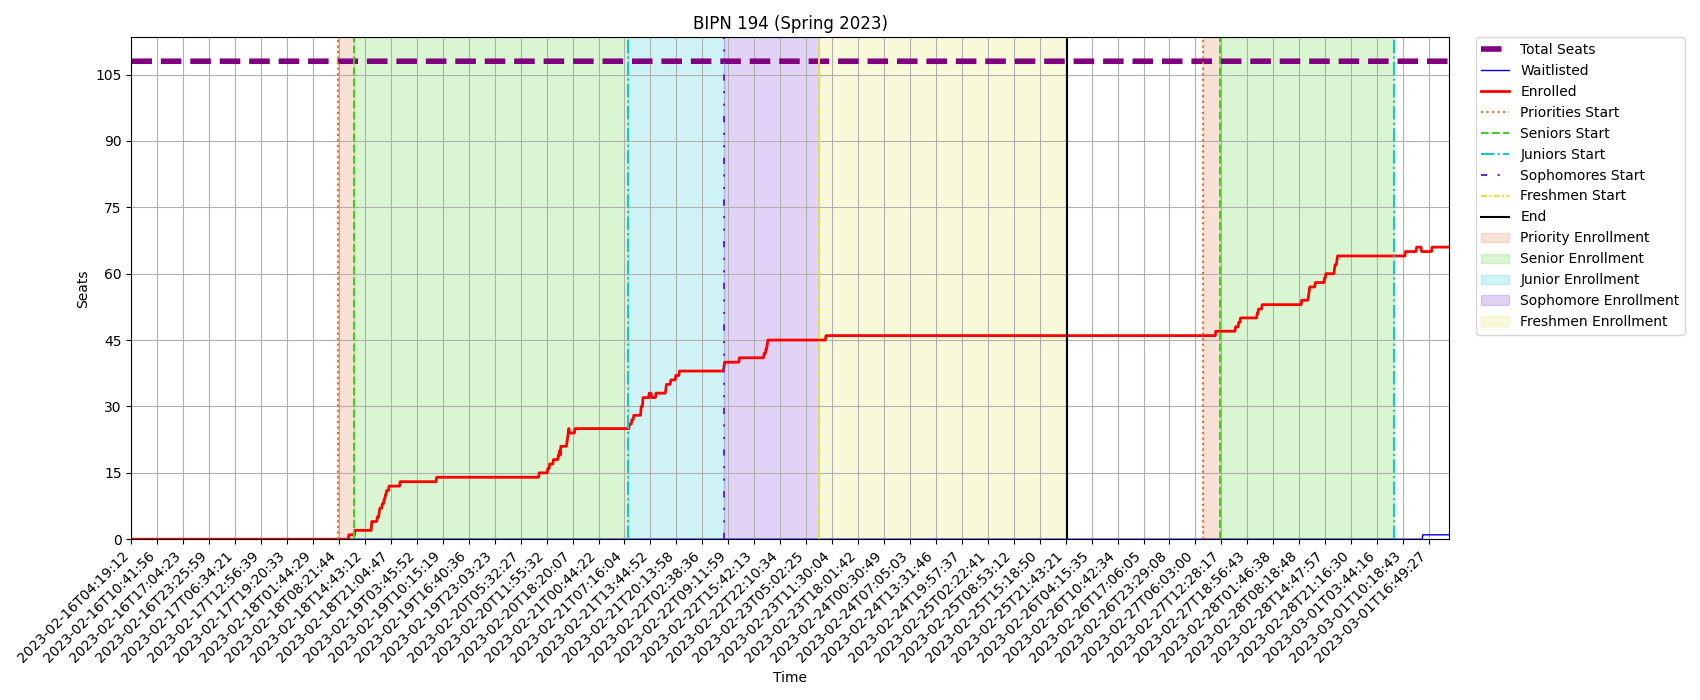 BIPN 194 (Spring 2023)
Total Seats
Waitlisted
Enrolled
Priorities Start
Seniors Start
Juniors Start
Sophomores Start
Freshmen Start
End
Priority Enrollment
Senior Enrollment
Junior Enrollment
Sophomore Enrollment
Freshmen Enrollment
105
90
75
60
45
30
15
0
Seats
2023-02-16T04:19:12
2023-02-16T10:41:56
2023-02-16T17:04:23
2023-02-16T23:25:59
2023-02-17T06:34:21
2023-02-17T12:56:39
2023-02-17T19:20:33
2023-02-18T01:44:29
2023-02-18T08:21:44
2023-02-18T14:43:12
2023-02-18T21:04:47
2023-02-19T03:45:52
2023-02-19T10:15:19
2023-02-19T16:40:36
2023-02-19T23:03:23
2023-02-20T05:32:27
2023-02-20T11:55:32
2023-02-20T18:20:07
2023-02-21T00:44:22
2023-02-21T07:16:04
2023-02-21T13:44:52
2023-02-21T20:13:58
2023-02-22T02:38:36
2023-02-22T09:11:59
2023-02-22T15:42:13
2023-02-22T22:10:34
2023-02-23T05:02:25
2023-02-23T11:30:04
2023-02-23T18:01:42
2023-02-24T00:30:49
2023-02-24T07:05:03
2023-02-24T13:31:46
2023-02-24T19:57:37
2023-02-25T02:22:41
2023-02-25T08:53:12
2023-02-25T15:18:50
2023-02-25T21:43:21
2023-02-26T04:15:35
2023-02-26T10:42:34
2023-02-26T17:06:05
2023-02-26T23:29:08
2023-02-27T06:03:00
2023-02-27T12:28:17
2023-02-27T18:56:43
2023-02-28T01:46:38
2023-02-28T08:18:48
2023-02-28T14:47:57
2023-02-28T21:16:30
2023-03-01T03:44:16
2023-03-01T10:18:43
2023-03-01T16:49:27
Time